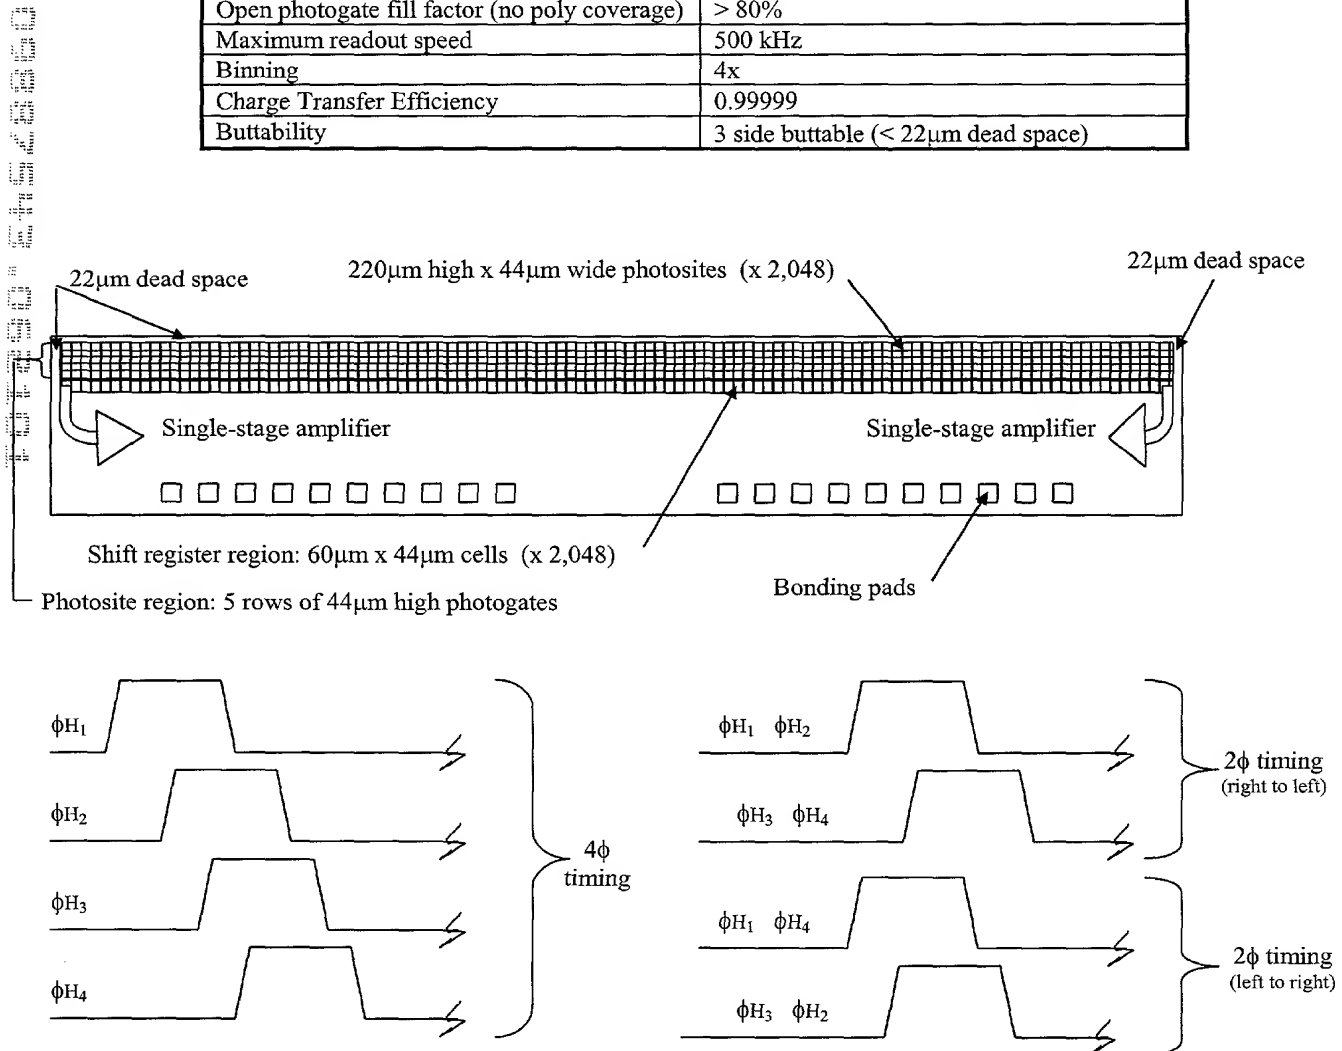 Open photogate fill factor (no poly coverage) > 80%
Maximum readout speed 500 kHz
Binning 4x
Charge Transfer Efficiency 0.99999
Buttability 3 side buttable (< 22µm dead space)
22µm dead space
220µm high x 44µm wide photosites (x 2,048)
22µm dead space
Single-stage amplifier
Single-stage amplifier
Shift register region: 60µm x 44µm cells (x 2,048)
Bonding pads
Photosite region: 5 rows of 44µm high photogates
ϕH₁
ϕH₂
ϕH₃
ϕH₄
4ϕ
timing
ϕH₁ ϕH₂
ϕH₃ ϕH₄
2ϕ timing
(right to left)
ϕH₁ ϕH₄
ϕH₃ ϕH₂
2ϕ timing
(left to right)